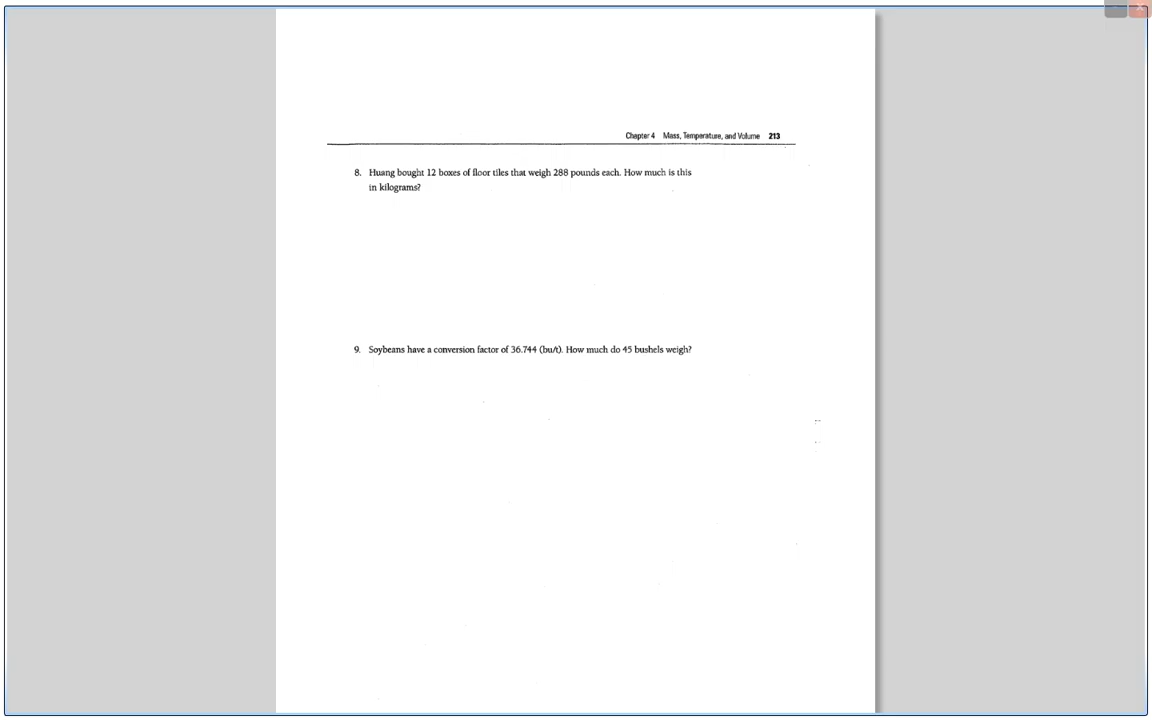 Chapter 4 Mass, Temperature, and Volume 213
8. Huang bought 12 boxes of floor tiles that weigh 288 pounds each. How much is this
in kilograms?
9. Soybeans have a conversion factor of 36.744 (bu/t). How much do 45 bushels weigh?